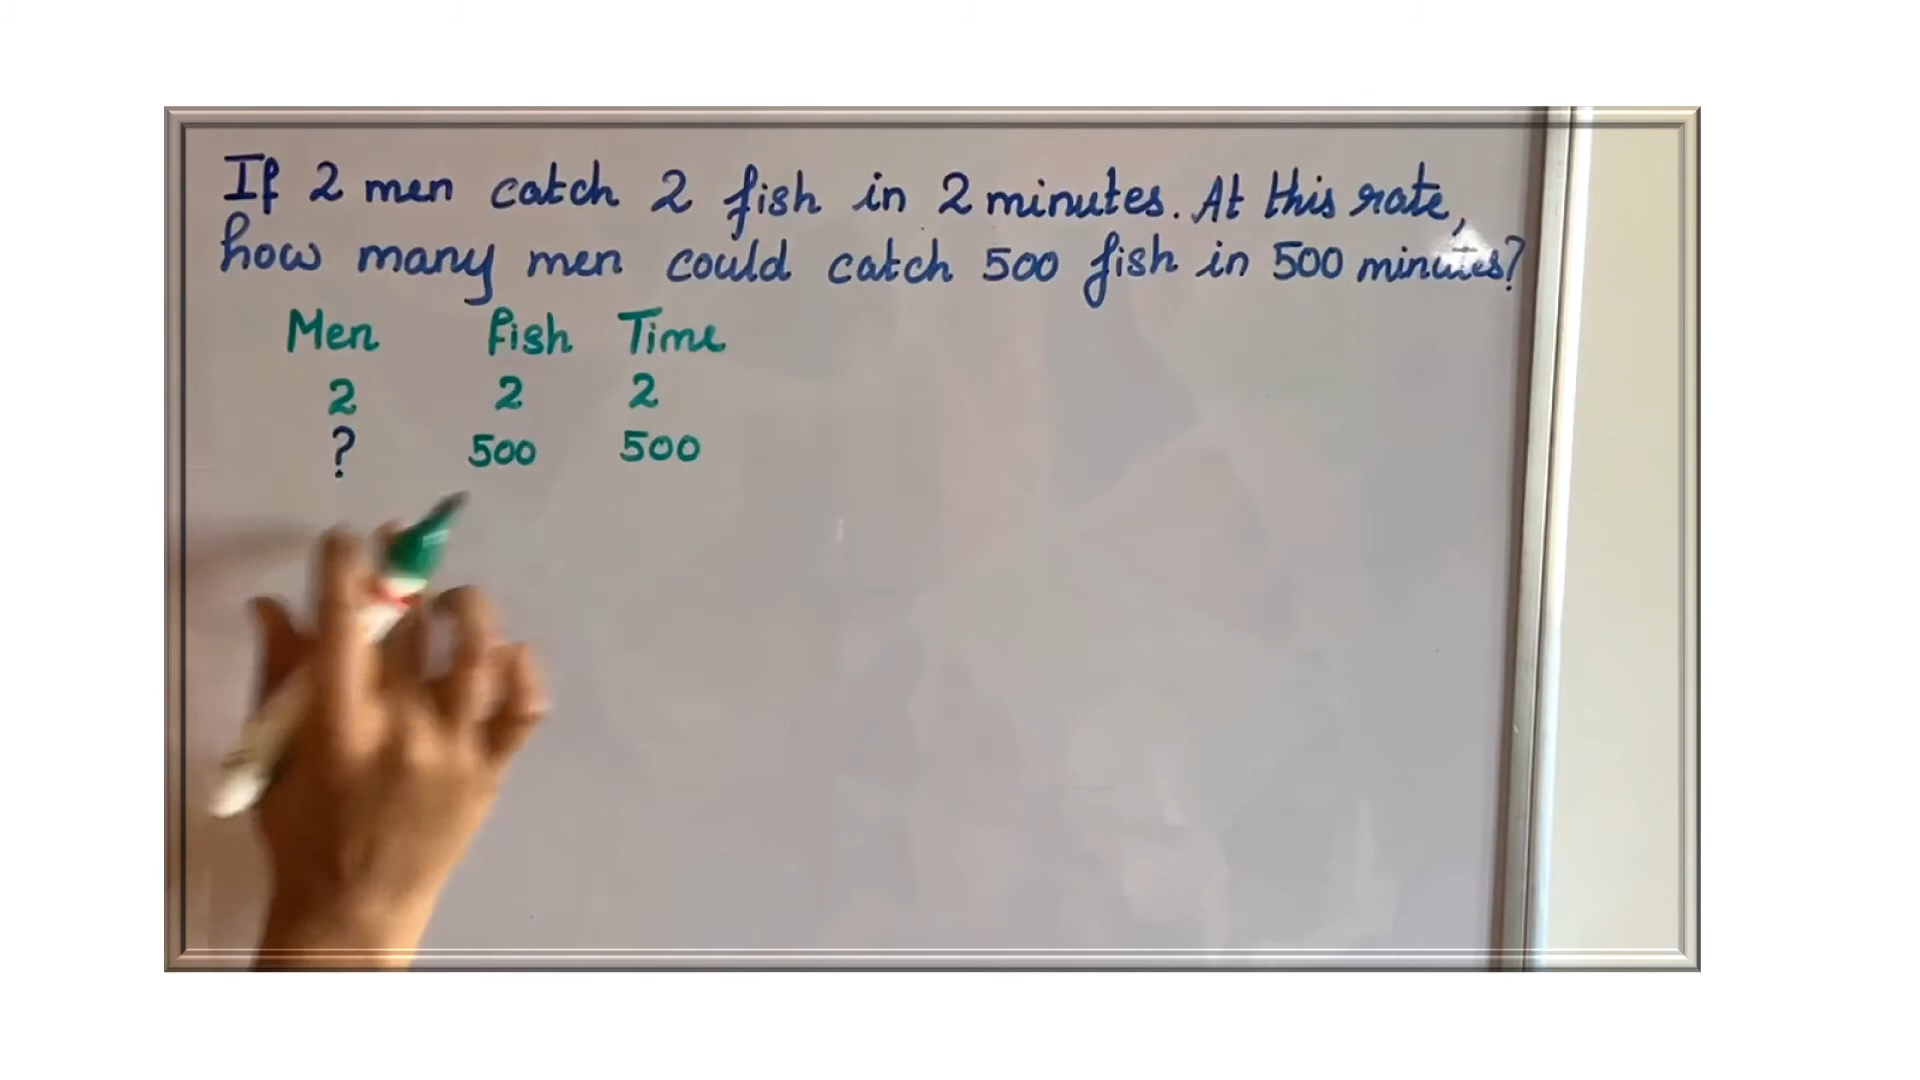 If 2 men catch 2 fish in 2 minutes. At this rate,
how many men could catch 500 fish in 500 minutes?
Men fish Time
2 2 2
? 500 500